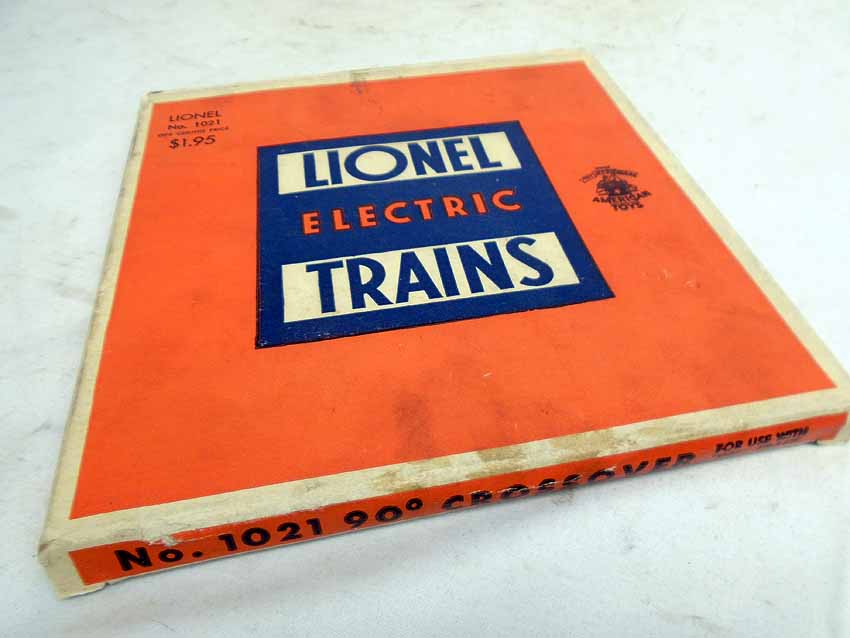 LIONEL
No. 1021
$1.95
LIONEL
ELECTRIC
TRAINS
AMERICAN
TOYS
No. 1021 90° CROSSOVER FOR USE WITH